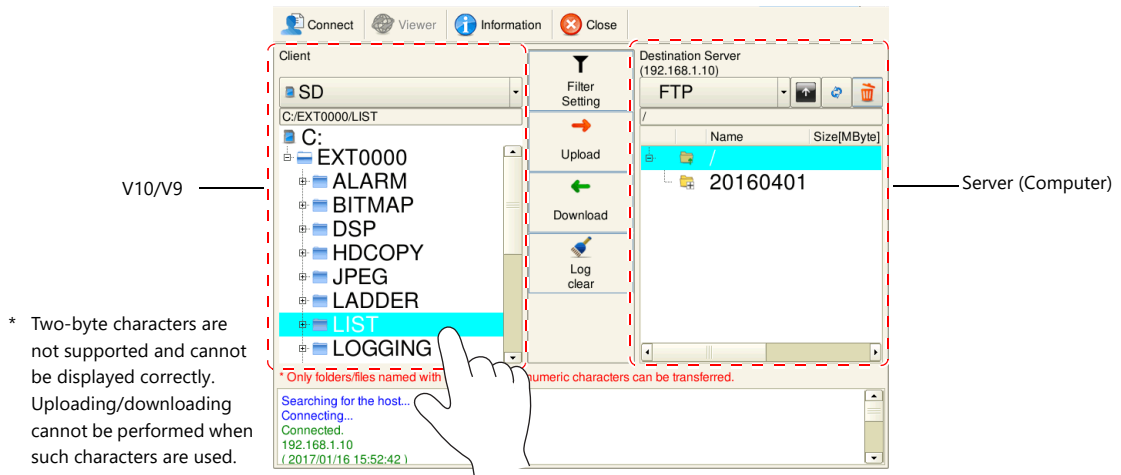 Connect Viewer Information Close
Client
SD
C:/EXT0000/LIST
C:
EXT0000
ALARM
BITMAP
DSP
HDCOPY
JPEG
LADDER
LIST
LOGGING
Filter
Setting
Upload
Download
Log
clear
Destination Server
(192.168.1.10)
FTP
/
Name Size[MByte]
/
20160401
V10/V9
Server (Computer)
* Two-byte characters are
not supported and cannot
be displayed correctly.
Uploading/downloading
cannot be performed when
such characters are used.
* Only folders/files named with numeric characters can be transferred.
Searching for the host...
Connecting...
Connected.
192.168.1.10
( 2017/01/16 15:52:42 )